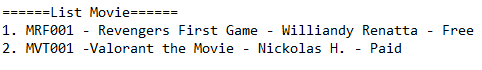 ======List Movie======
1. MRF001 - Revengers First Game - Williandy Renatta - Free
2. MVT001 -Valorant the Movie - Nickolas H. - Paid